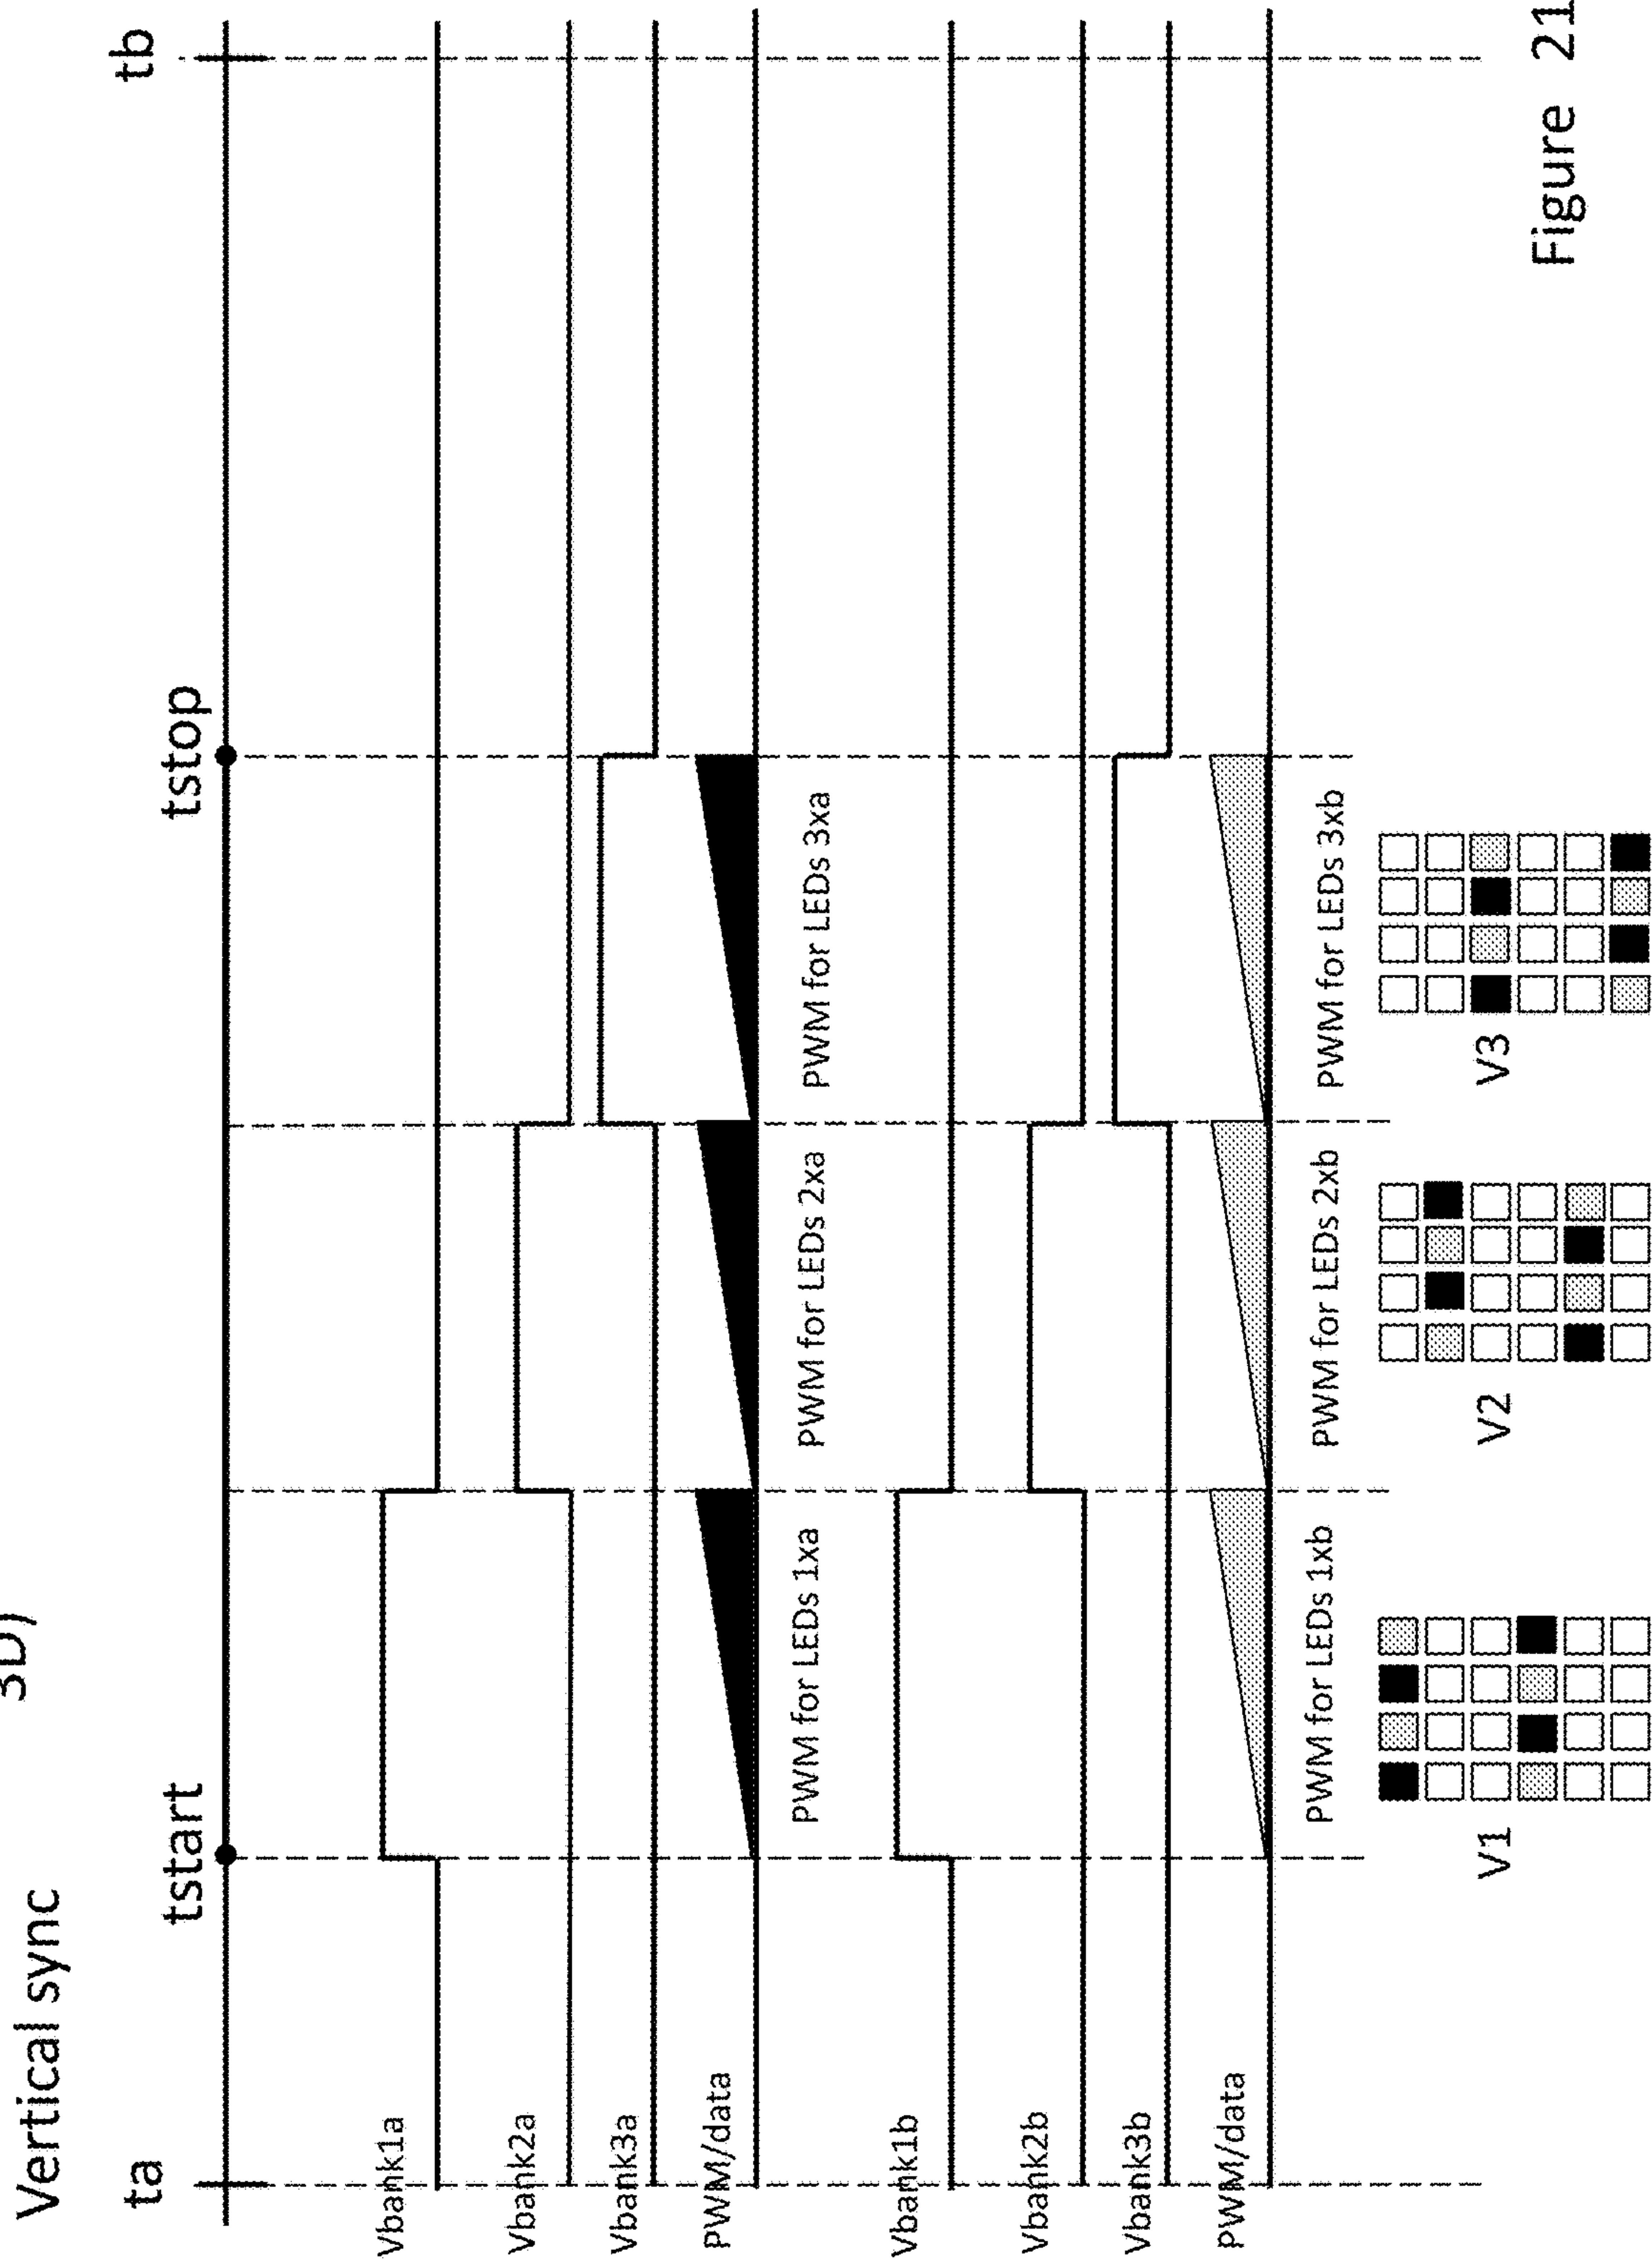 3D)
Vertical sync
ta
tstart
tstop
tb
Vbank1a
Vbank2a
Vbank3a
PWM/data
PWM for LEDs 1xa
PWM for LEDs 2xa
PWM for LEDs 3xa
Vbank1b
Vbank2b
Vbank3b
PWM/data
PWM for LEDs 1xb
PWM for LEDs 2xb
PWM for LEDs 3xb
V1
V2
V3
Figure 21